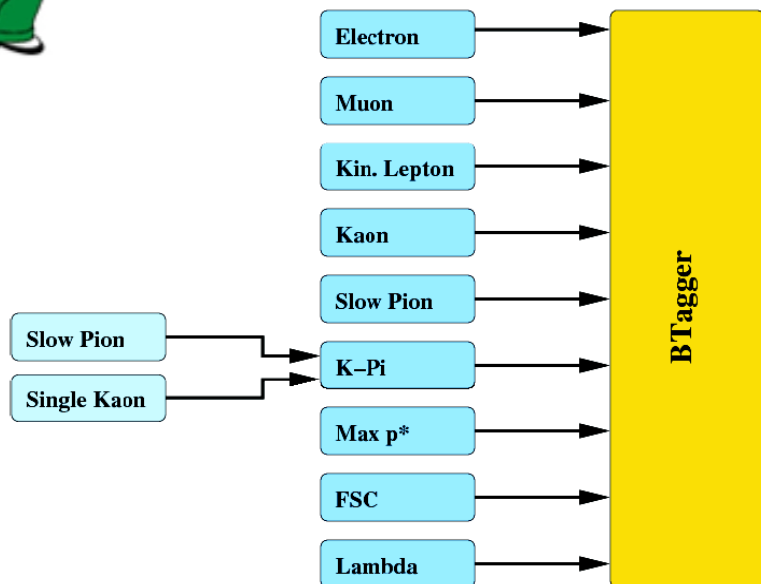 Electron
Muon
Kin. Lepton
Kaon
Slow Pion
Slow Pion
K–Pi
Single Kaon
Max p*
FSC
Lambda
BTagger